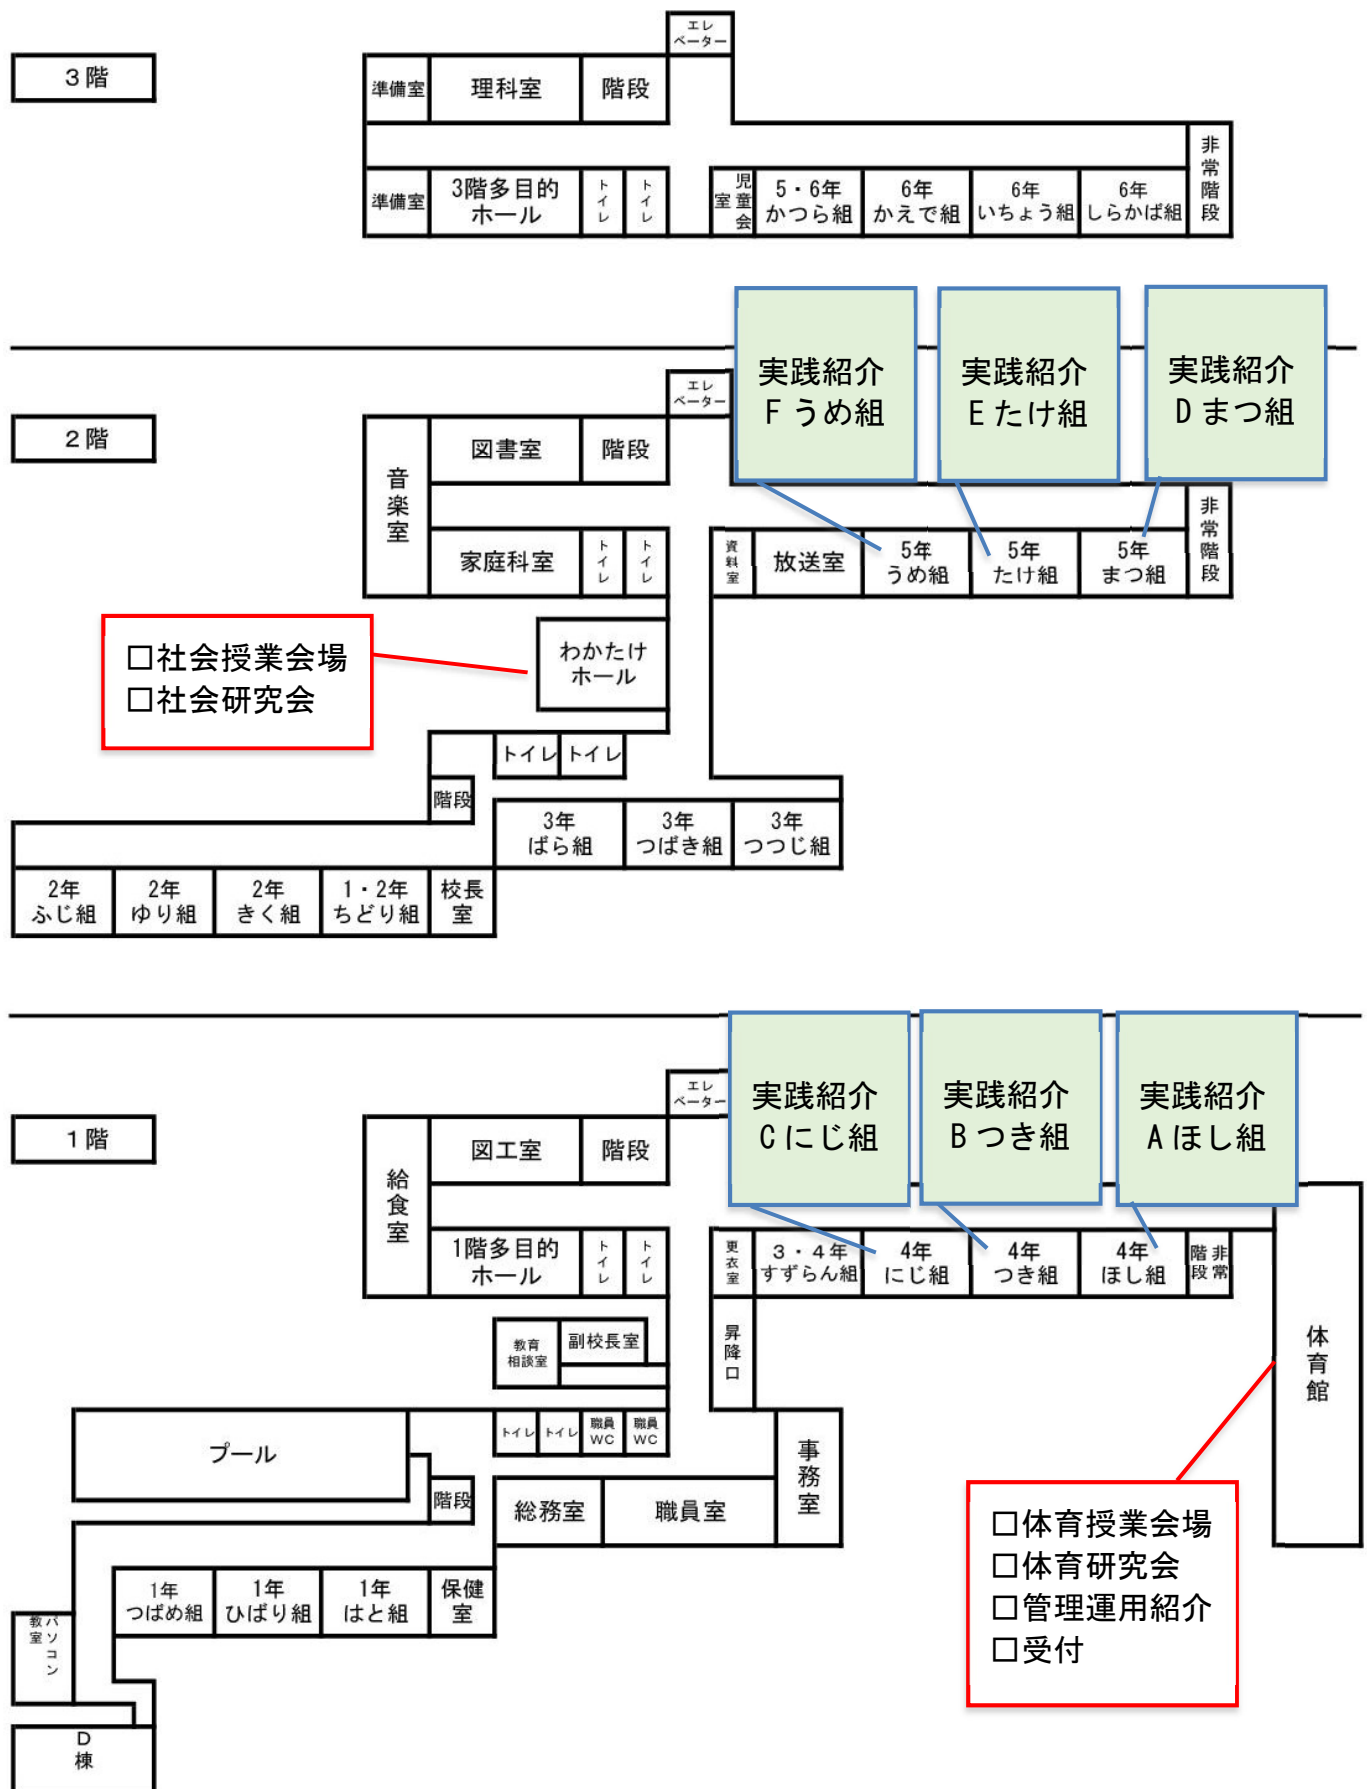 エレ
ベーター
3階
準備室
理科室
階段
非常階段
準備室
3階多目的
ホール
トイレ
トイレ
児童会室
5・6年
かつら組
6年
かえで組
6年
いちょう組
6年
しらかば組
実践紹介
F うめ組
実践紹介
E たけ組
実践紹介
D まつ組
エレ
ベーター
2階
音楽室
図書室
階段
非常階段
家庭科室
トイレ
トイレ
資料室
放送室
5年
うめ組
5年
たけ組
5年
まつ組
□社会授業会場
□社会研究会
わかたけ
ホール
トイレ
トイレ
階段
3年
ばら組
3年
つばき組
3年
つつじ組
2年
ふじ組
2年
ゆり組
2年
きく組
1・2年
ちどり組
校長
室
実践紹介
C にじ組
実践紹介
B つき組
実践紹介
A ほし組
エレ
ベーター
1階
給食室
図工室
階段
1階多目的
ホール
トイレ
トイレ
更衣室
3・4年
すずらん組
4年
にじ組
4年
つき組
4年
ほし組
非常階段
教育
相談室
副校長室
昇降口
体育館
プール
トイレ
トイレ
職員
WC
職員
WC
事務室
階段
総務室
職員室
□体育授業会場
□体育研究会
□管理運用紹介
□受付
1年
つばめ組
1年
ひばり組
1年
はと組
保健
室
パソコン教室
D
棟